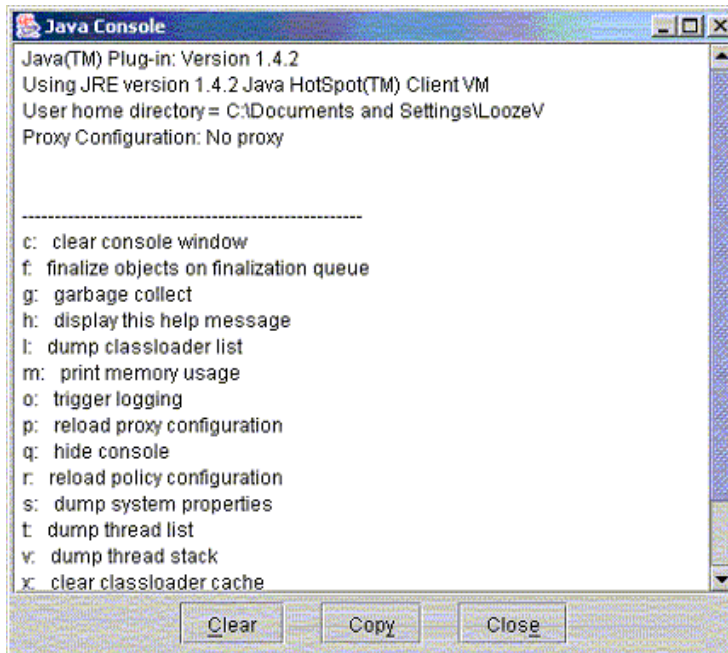 Java Console
Java(TM) Plug-in: Version 1.4.2
Using JRE version 1.4.2 Java HotSpot(TM) Client VM
User home directory = C:\Documents and Settings\LoozeV
Proxy Configuration: No proxy
----------------------------------------------------
c: clear console window
f: finalize objects on finalization queue
g: garbage collect
h: display this help message
l: dump classloader list
m: print memory usage
o: trigger logging
p: reload proxy configuration
q: hide console
r: reload policy configuration
s: dump system properties
t: dump thread list
v: dump thread stack
x: clear classloader cache
Clear Copy Close